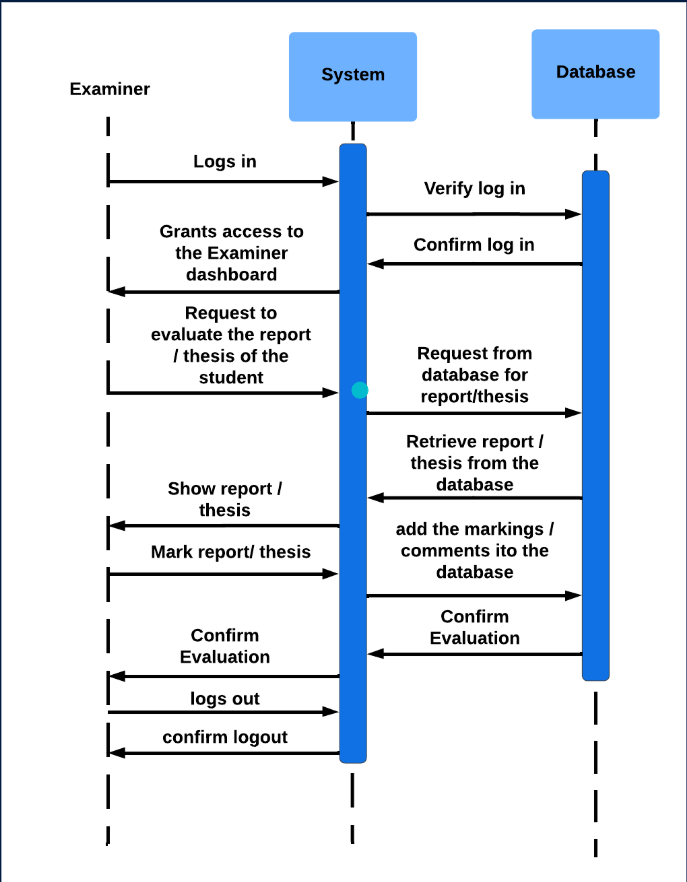 Examiner
System
Database
Logs in
Verify log in
Grants access to
the Examiner
dashboard
Confirm log in
Request to
evaluate the report
/ thesis of the
student
Request from
database for
report/thesis
Retrieve report /
thesis from the
database
Show report /
thesis
Mark report/ thesis
add the markings /
comments ito the
database
Confirm
Evaluation
Confirm
Evaluation
logs out
confirm logout